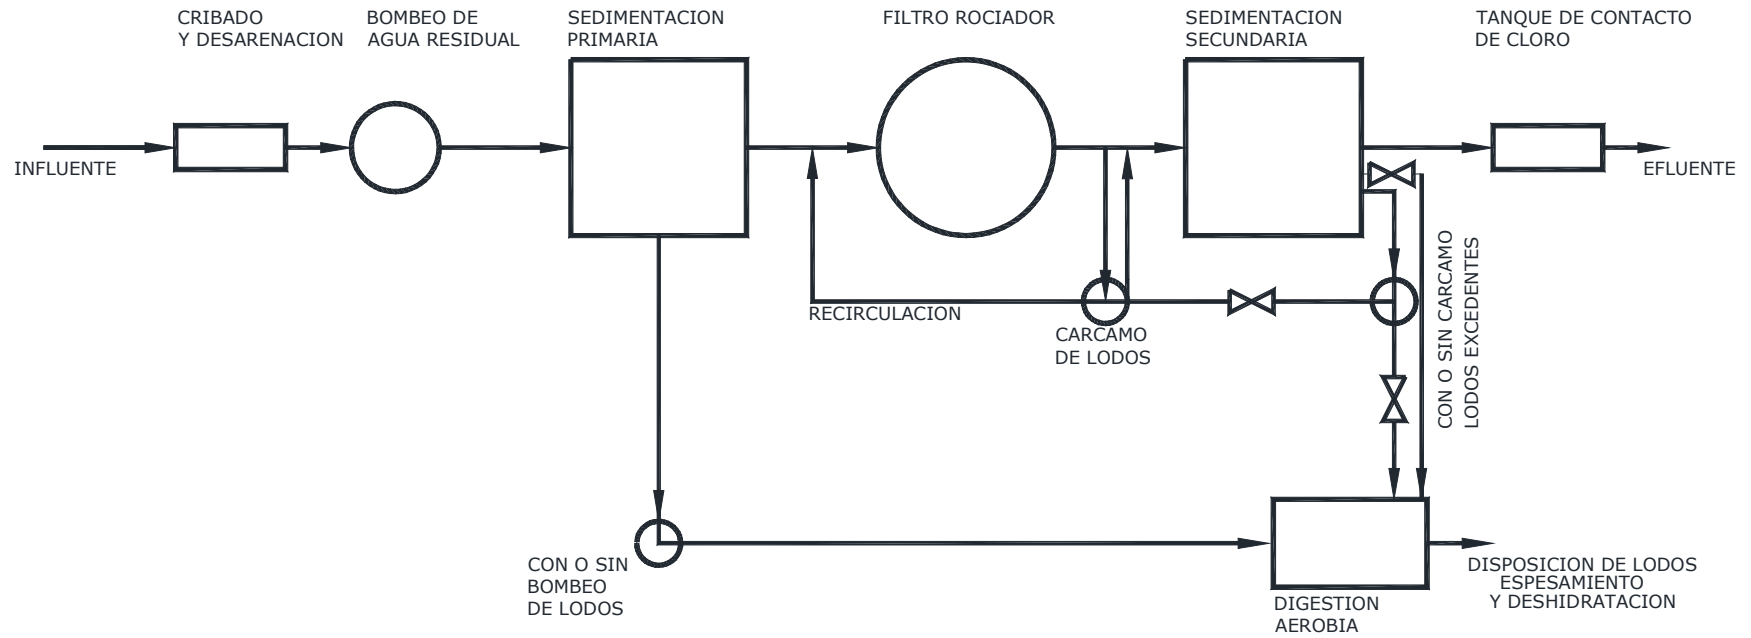 CRIBADO
Y DESARENACION
BOMBEO DE
AGUA RESIDUAL
SEDIMENTACION
PRIMARIA
FILTRO ROCIADOR
SEDIMENTACION
SECUNDARIA
TANQUE DE CONTACTO
DE CLORO
INFLUENTE
EFLUENTE
RECIRCULACION
CARCAMO
DE LODOS
CON O SIN CARCAMO
LODOS EXCEDENTES
CON O SIN
BOMBEO
DE LODOS
DIGESTION
AEROBIA
DISPOSICION DE LODOS
ESPESAMIENTO
Y DESHIDRATACION